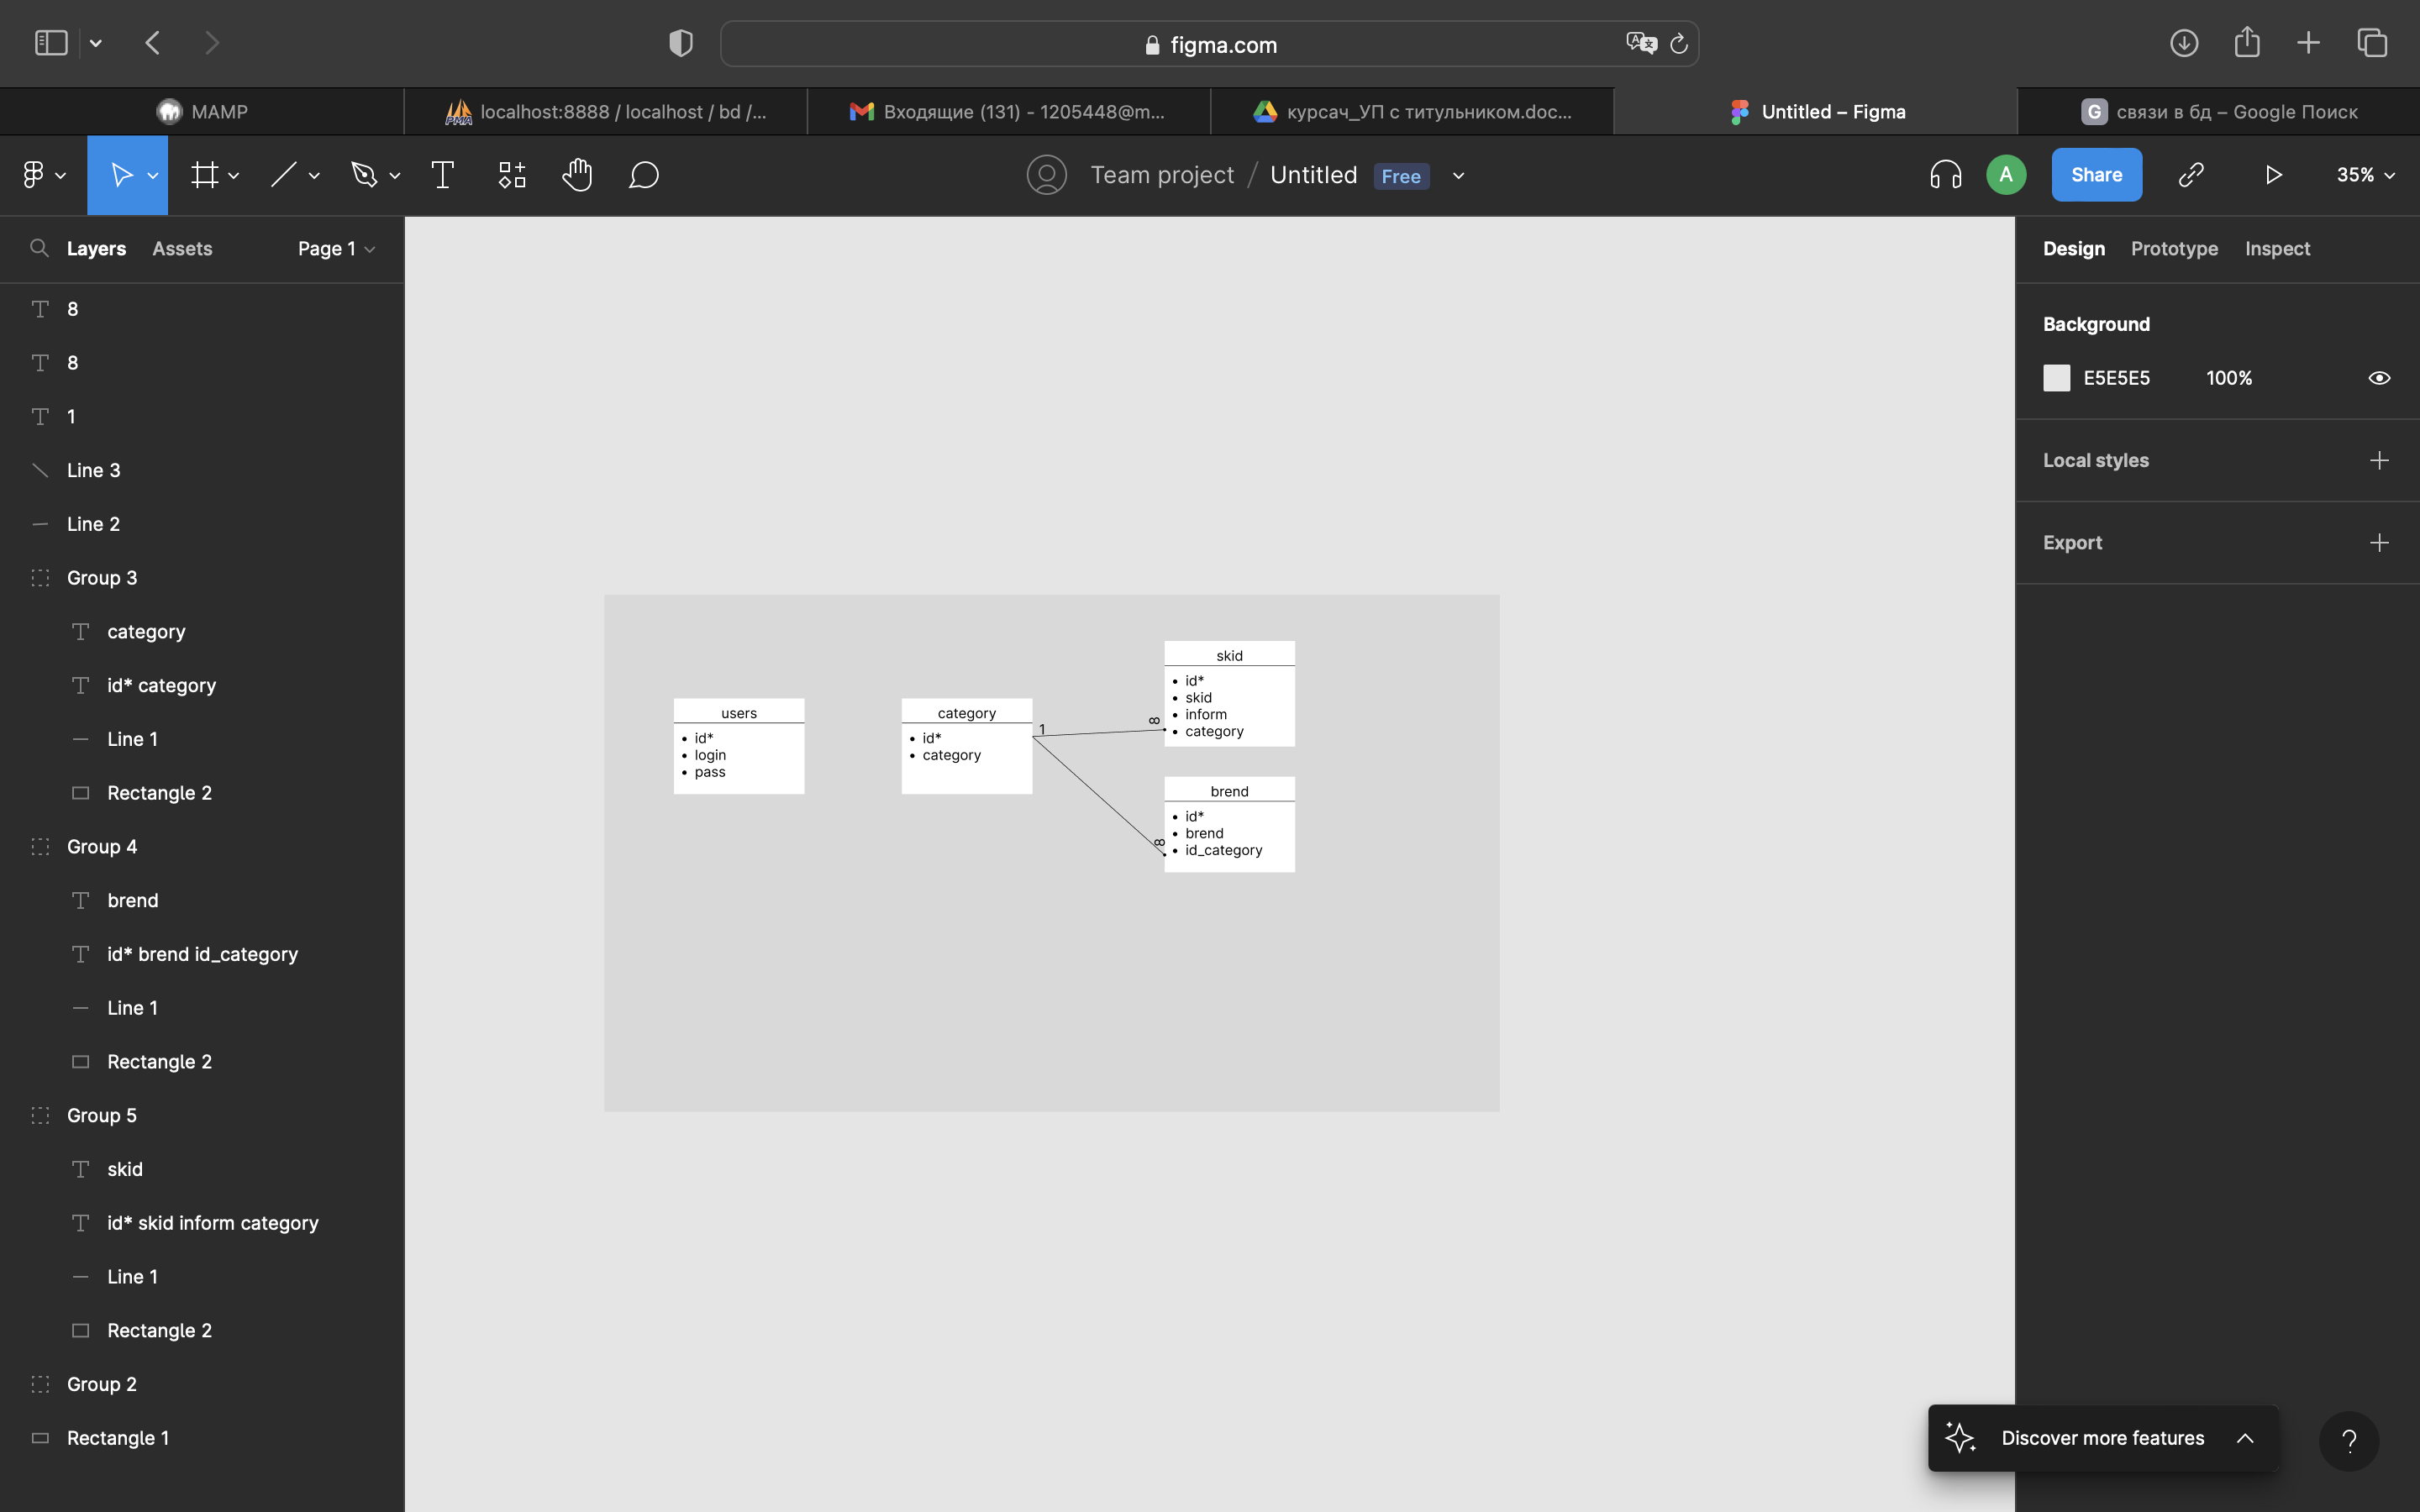 figma.com
MAMP
localhost:8888 / localhost / bd /...
Входящие (131) - 1205448@m...
курсач_УП с титульником.doc...
Untitled – Figma
G связи в бд – Google Поиск
Team project / Untitled Free
A
Share
35%
Layers
Assets
Page 1
8
8
1
Line 3
Line 2
Group 3
category
id* category
Line 1
Rectangle 2
Group 4
brend
id* brend id_category
Line 1
Rectangle 2
Group 5
skid
id* skid inform category
Line 1
Rectangle 2
Group 2
Rectangle 1
users
• id*
• login
• pass
category
• id*
• category
1
8
8
skid
• id*
• skid
• inform
• category
brend
• id*
• brend
• id_category
Design
Prototype
Inspect
Background
E5E5E5
100%
Local styles
Export
Discover more features
?